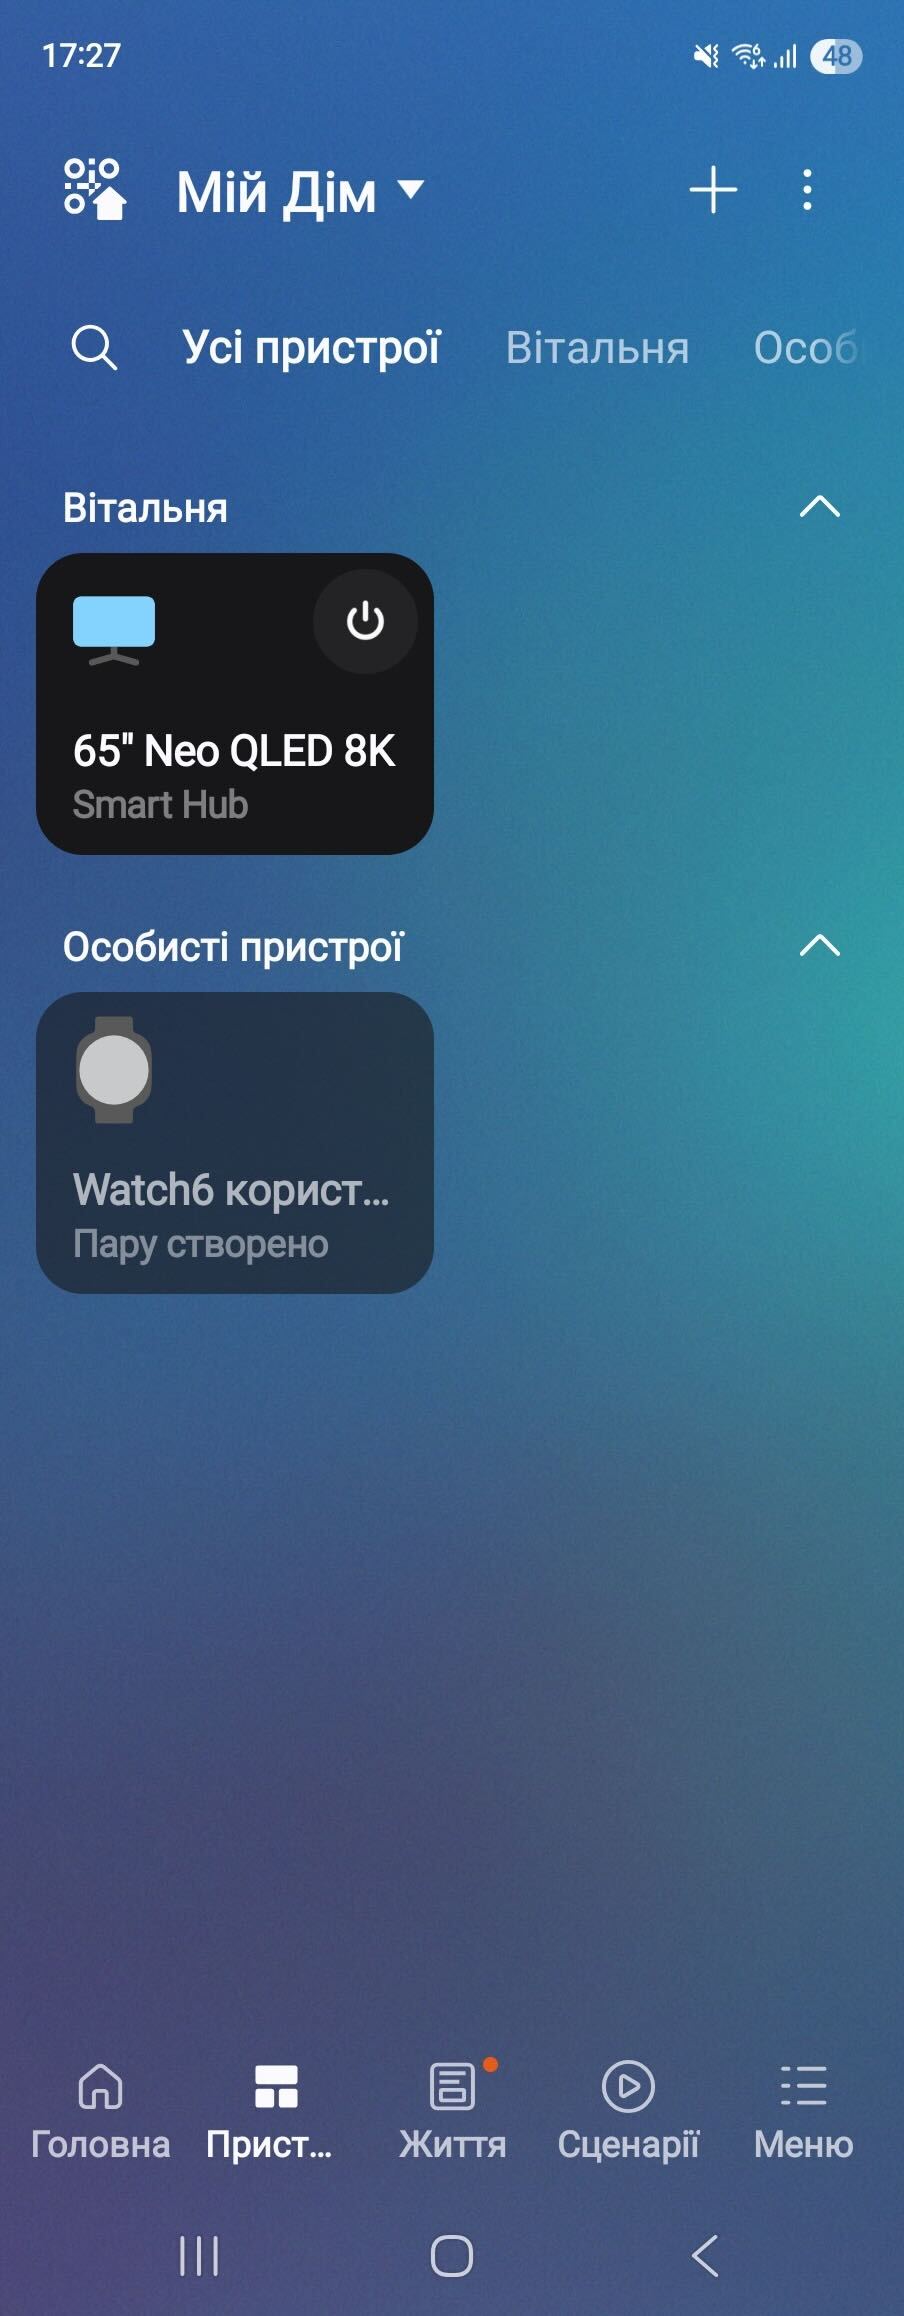 17:27
6
48
Мій Дім
Усі пристрої Вітальня Особ
Вітальня
65" Neo QLED 8K
Smart Hub
Особисті пристрої
Watch6 корист...
Пару створено
Головна Прист... Життя Сценарії Меню